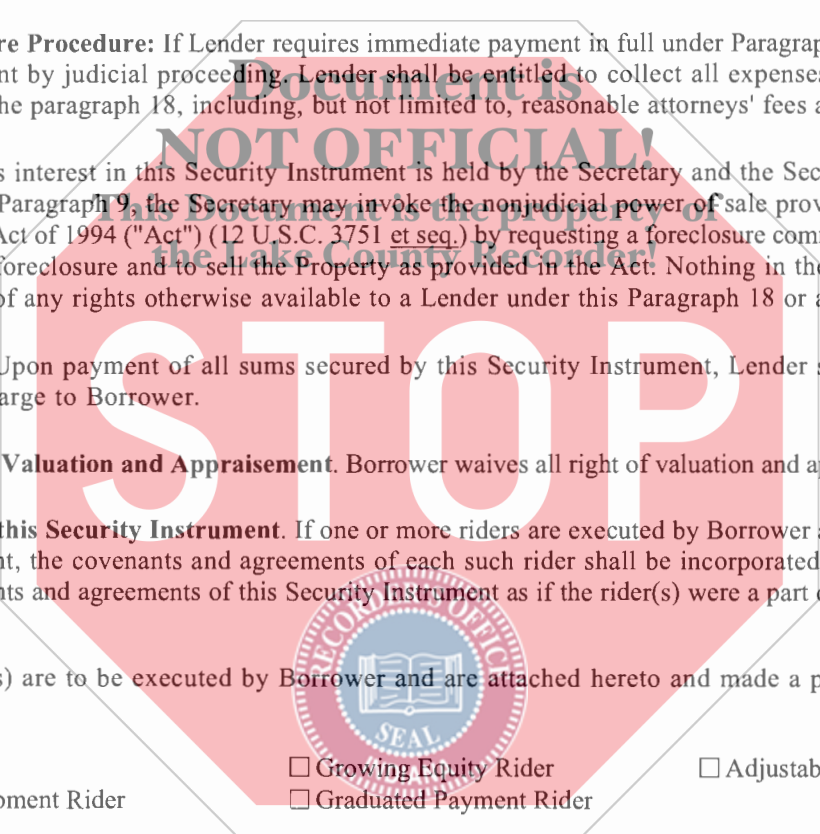 re Procedure: If Lender requires immediate payment in full under Paragrap
nt by judicial proceeding, Lender shall be entitled to collect all expenses
he paragraph 18, including, but not limited to, reasonable attorneys' fees a
s interest in this Security Instrument is held by the Secretary and the Sec
Paragraph 9, the Secretary may invoke the nonjudicial power of sale prov
Act of 1994 ("Act") (12 U.S.C. 3751 et seq.) by requesting a foreclosure com
foreclosure and to sell the Property as provided in the Act. Nothing in the
of any rights otherwise available to a Lender under this Paragraph 18 or a
Upon payment of all sums secured by this Security Instrument, Lender s
arge to Borrower.
Valuation and Appraisement. Borrower waives all right of valuation and ap
this Security Instrument. If one or more riders are executed by Borrower a
nt, the covenants and agreements of each such rider shall be incorporated
nts and agreements of this Security Instrument as if the rider(s) were a part o
s) are to be executed by Borrower and are attached hereto and made a p
☐ Growing Equity Rider ☐ Adjustab
pment Rider ☐ Graduated Payment Rider
Document is
NOT OFFICIAL!
This Document is the property of
the Lake County Recorder!
STOP
SEAL